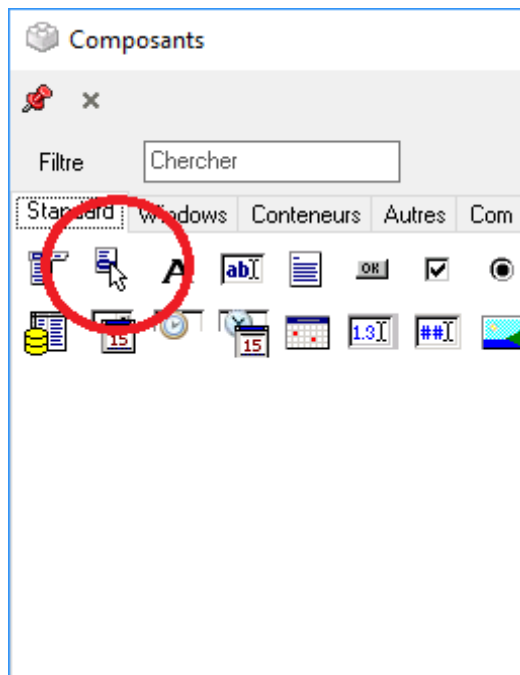 Composants
Filtre Chercher
Standard Windows Conteneurs Autres Com
A ab OK
15 15 1.3 ##